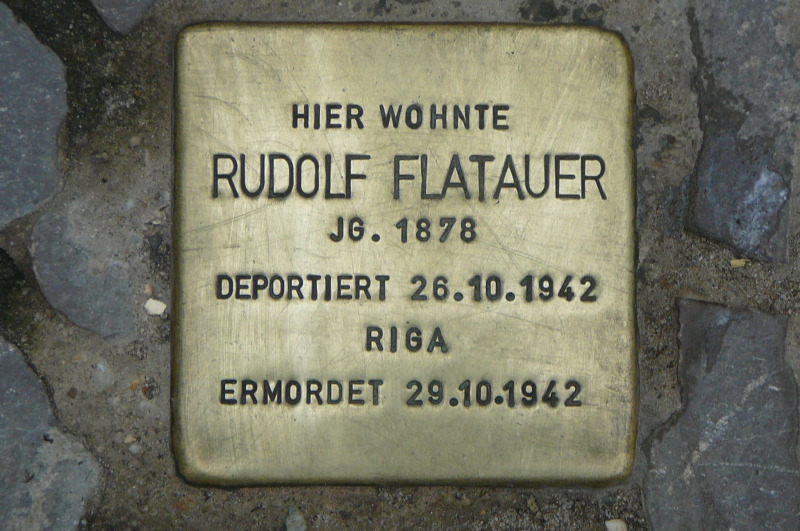 HIER WOHNTE
RUDOLF FLATAUER
JG. 1878
DEPORTIERT 26.10.1942
RIGA
ERMORDET 29.10.1942